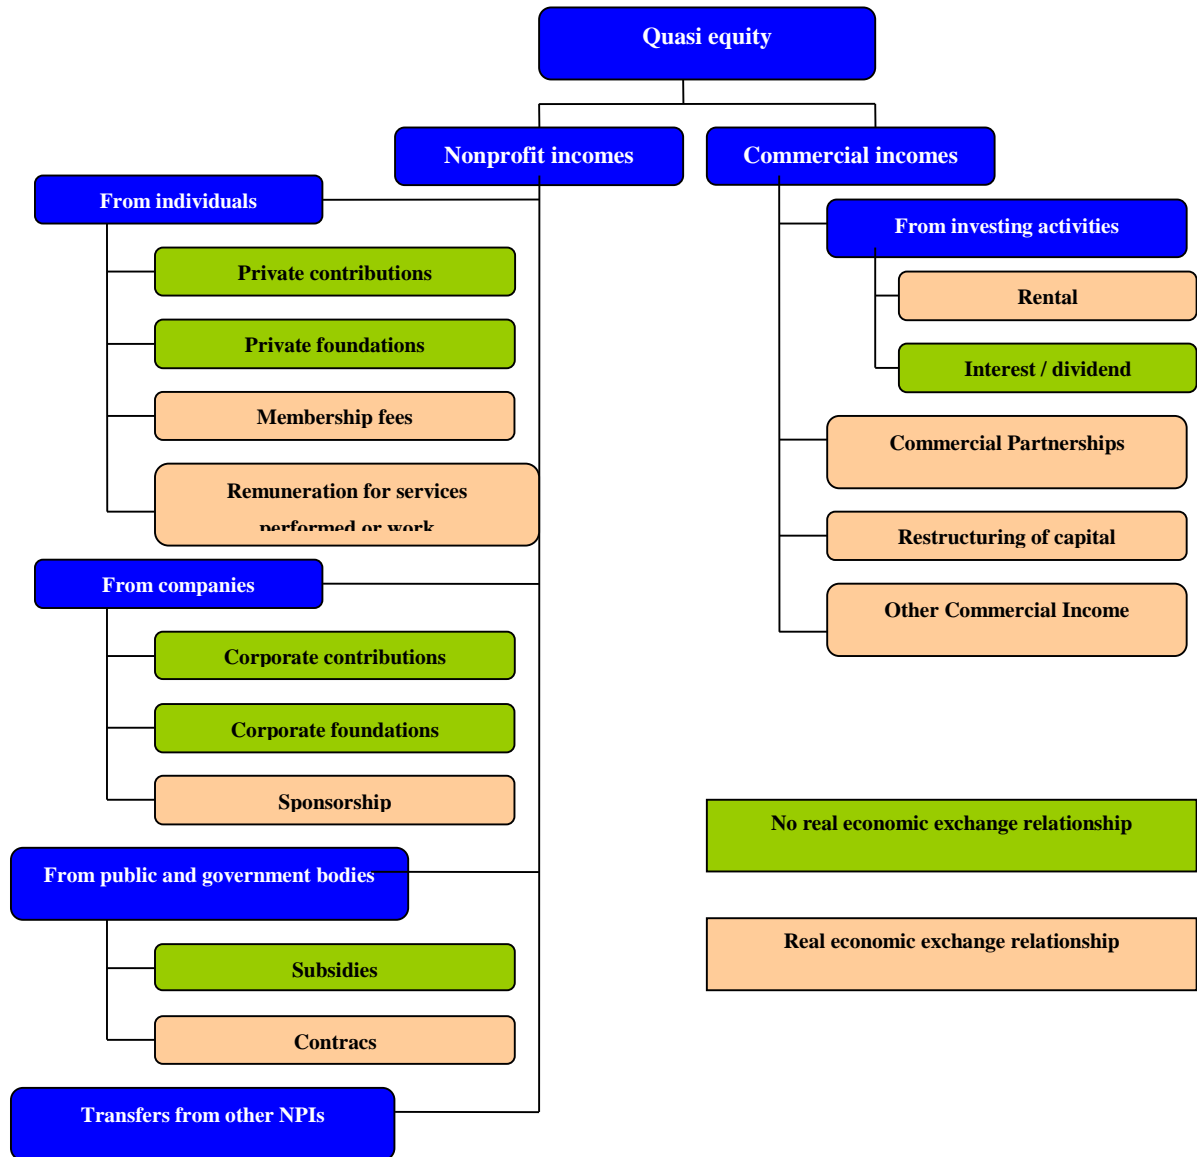 Quasi equity
Nonprofit incomes
Commercial incomes
From individuals
Private contributions
Private foundations
Membership fees
Remuneration for services
performed or work
From companies
Corporate contributions
Corporate foundations
Sponsorship
From public and government bodies
Subsidies
Contracs
Transfers from other NPIs
From investing activities
Rental
Interest / dividend
Commercial Partnerships
Restructuring of capital
Other Commercial Income
No real economic exchange relationship
Real economic exchange relationship